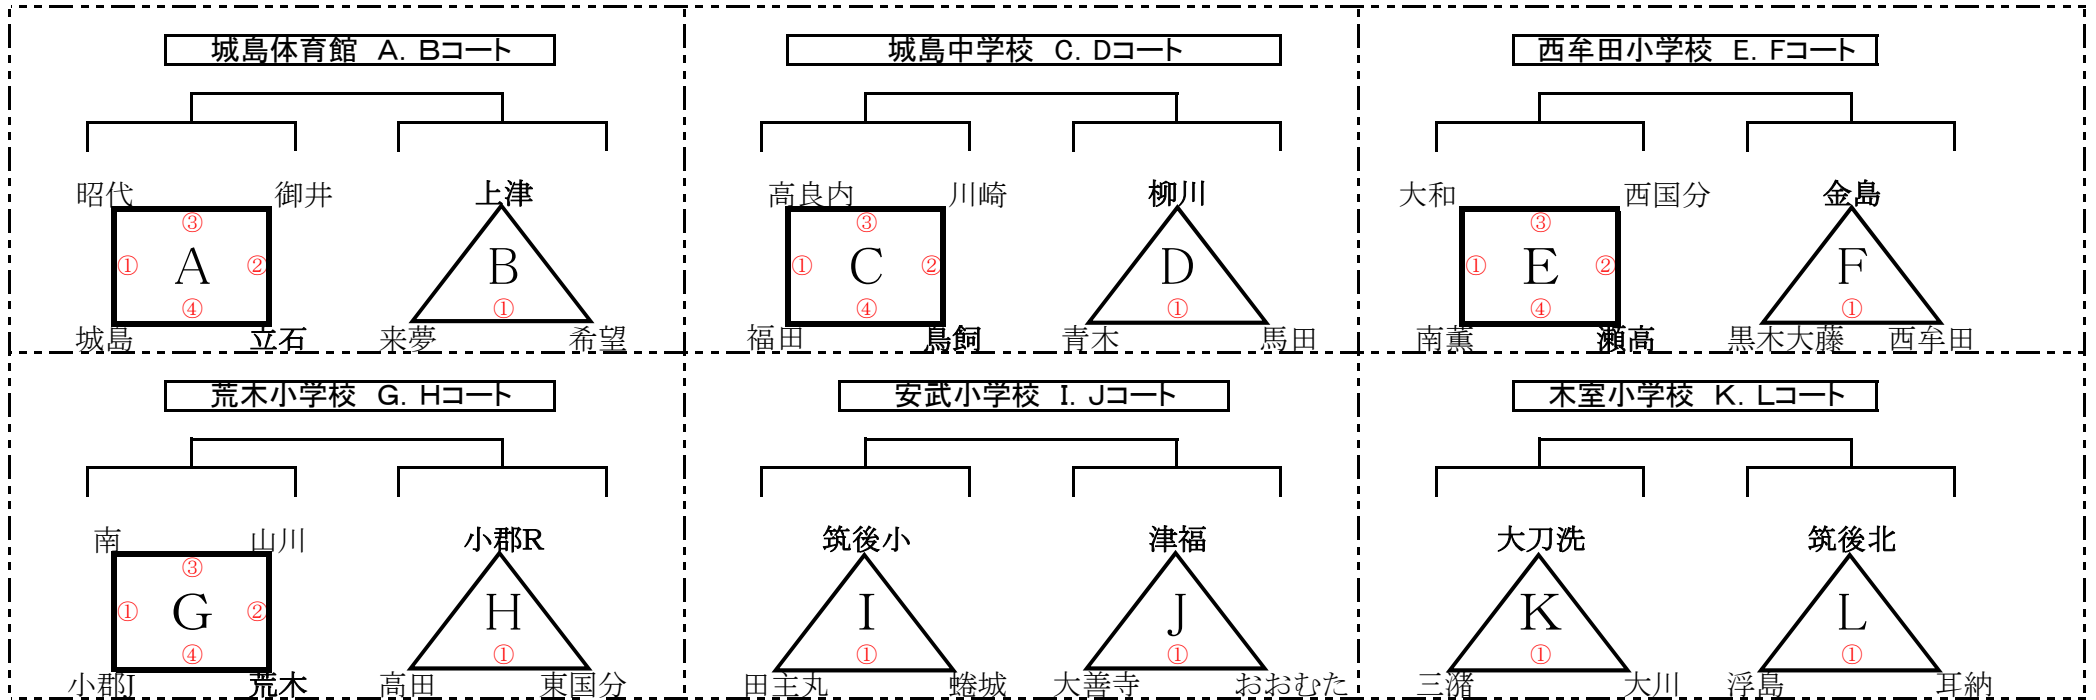 城島体育館 A. Bコート
城島中学校 C. Dコート
西牟田小学校 E. Fコート
昭代 御井 上津
高良内 川崎 柳川
大和 西国分 金島
③
① A ② B
④ ①
③
① C ② D
④ ①
③
① E ② F
④ ①
城島 立石 来夢 希望
福田 鳥飼 青木 馬田
南薫 瀬高 黒木大藤 西牟田
荒木小学校 G. Hコート
安武小学校 I. Jコート
木室小学校 K. Lコート
南 山川 小郡R
筑後小 津福
大刀洗 筑後北
③
① G ② H
④ ①
I J
① ①
K L
① ①
小郡J 荒木 高田 東国分
田主丸 蜷城 大善寺 おおむた
三潴 大川 浮島 耳納